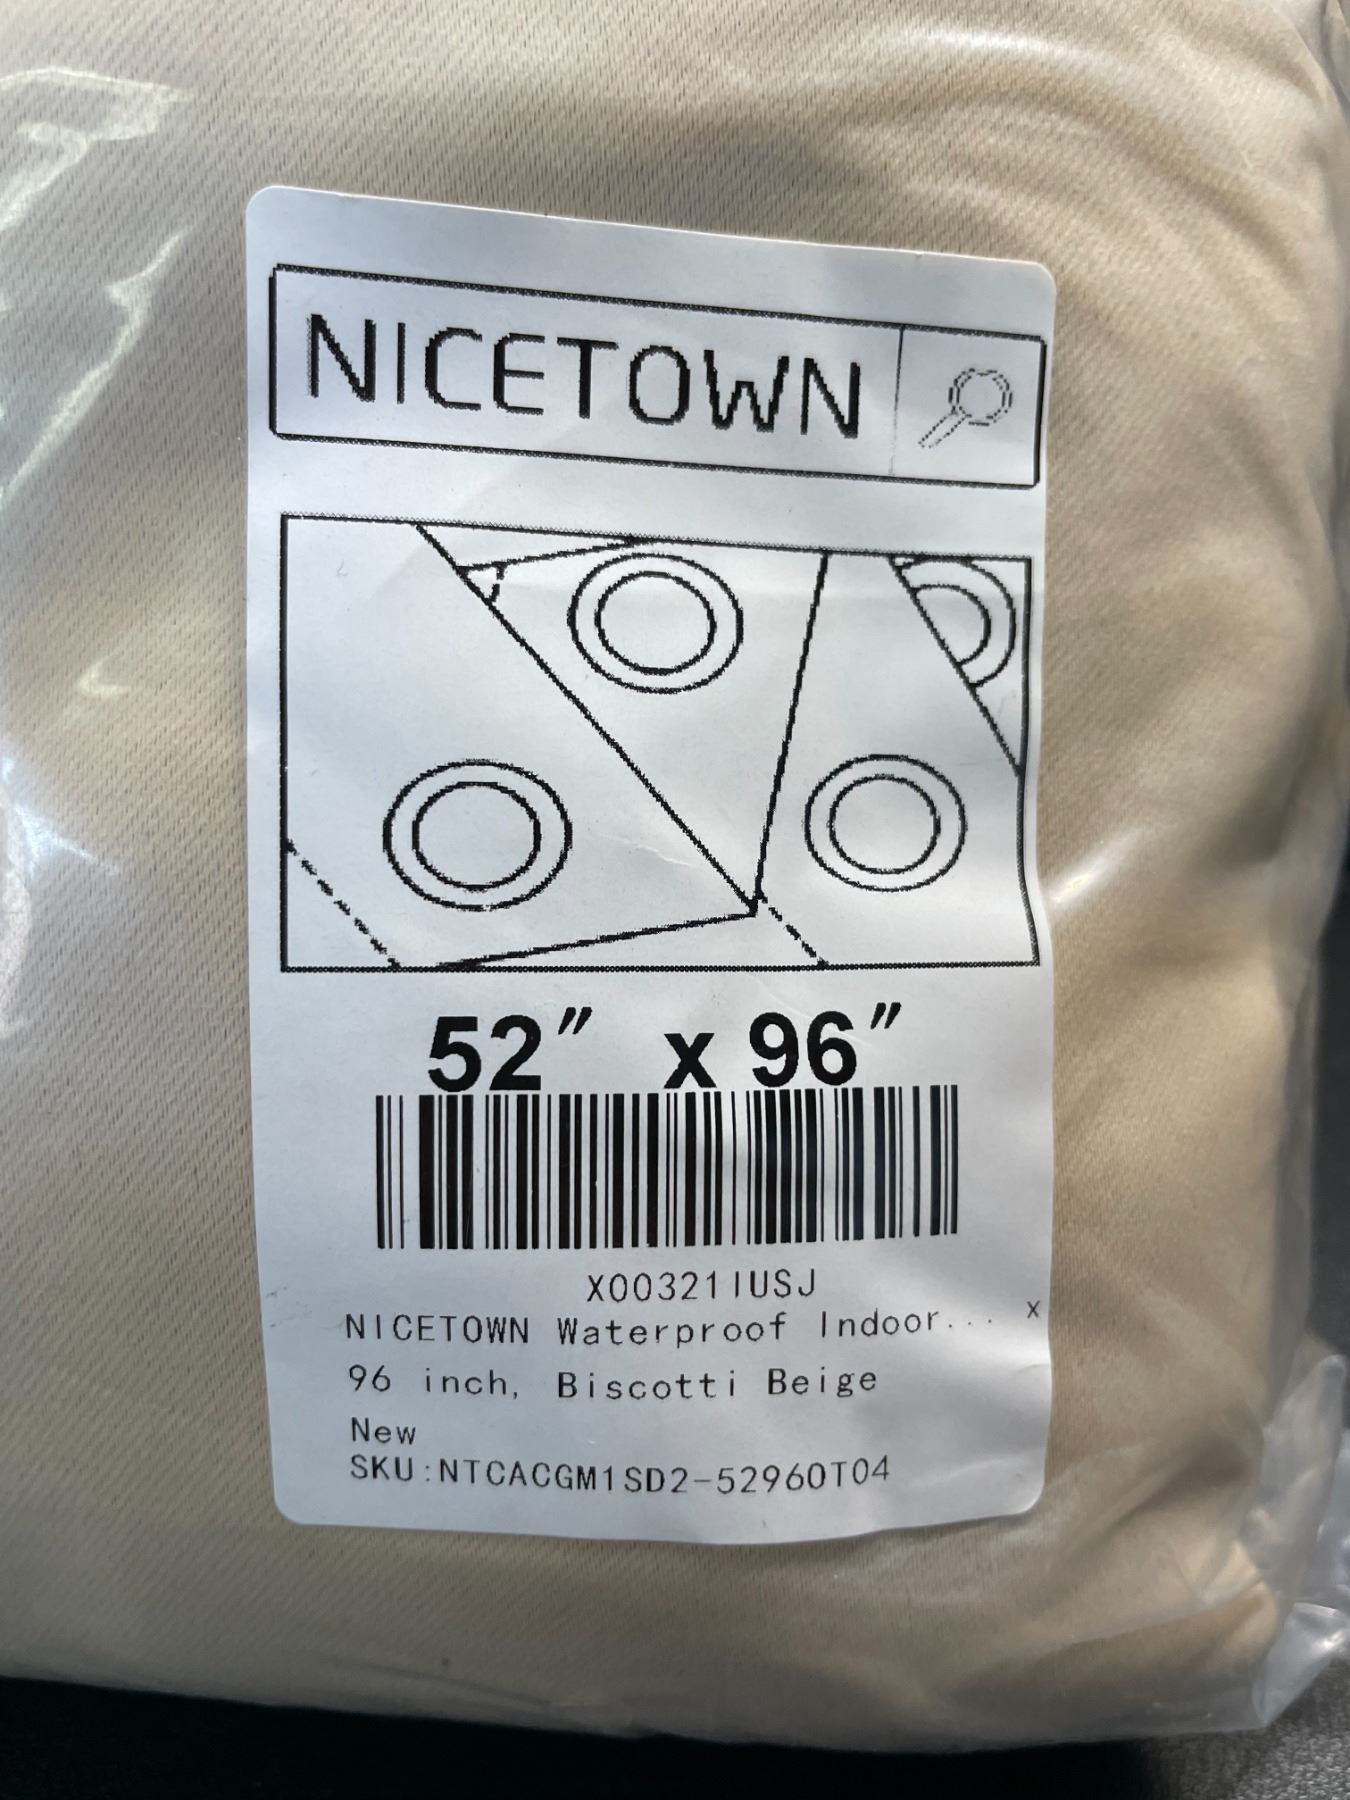 NICETOWN
52" x 96"
X00321IUSJ
NICETOWN Waterproof Indoor... x
96 inch, Biscotti Beige
New
SKU:NTCACGM1SD2-52960T04